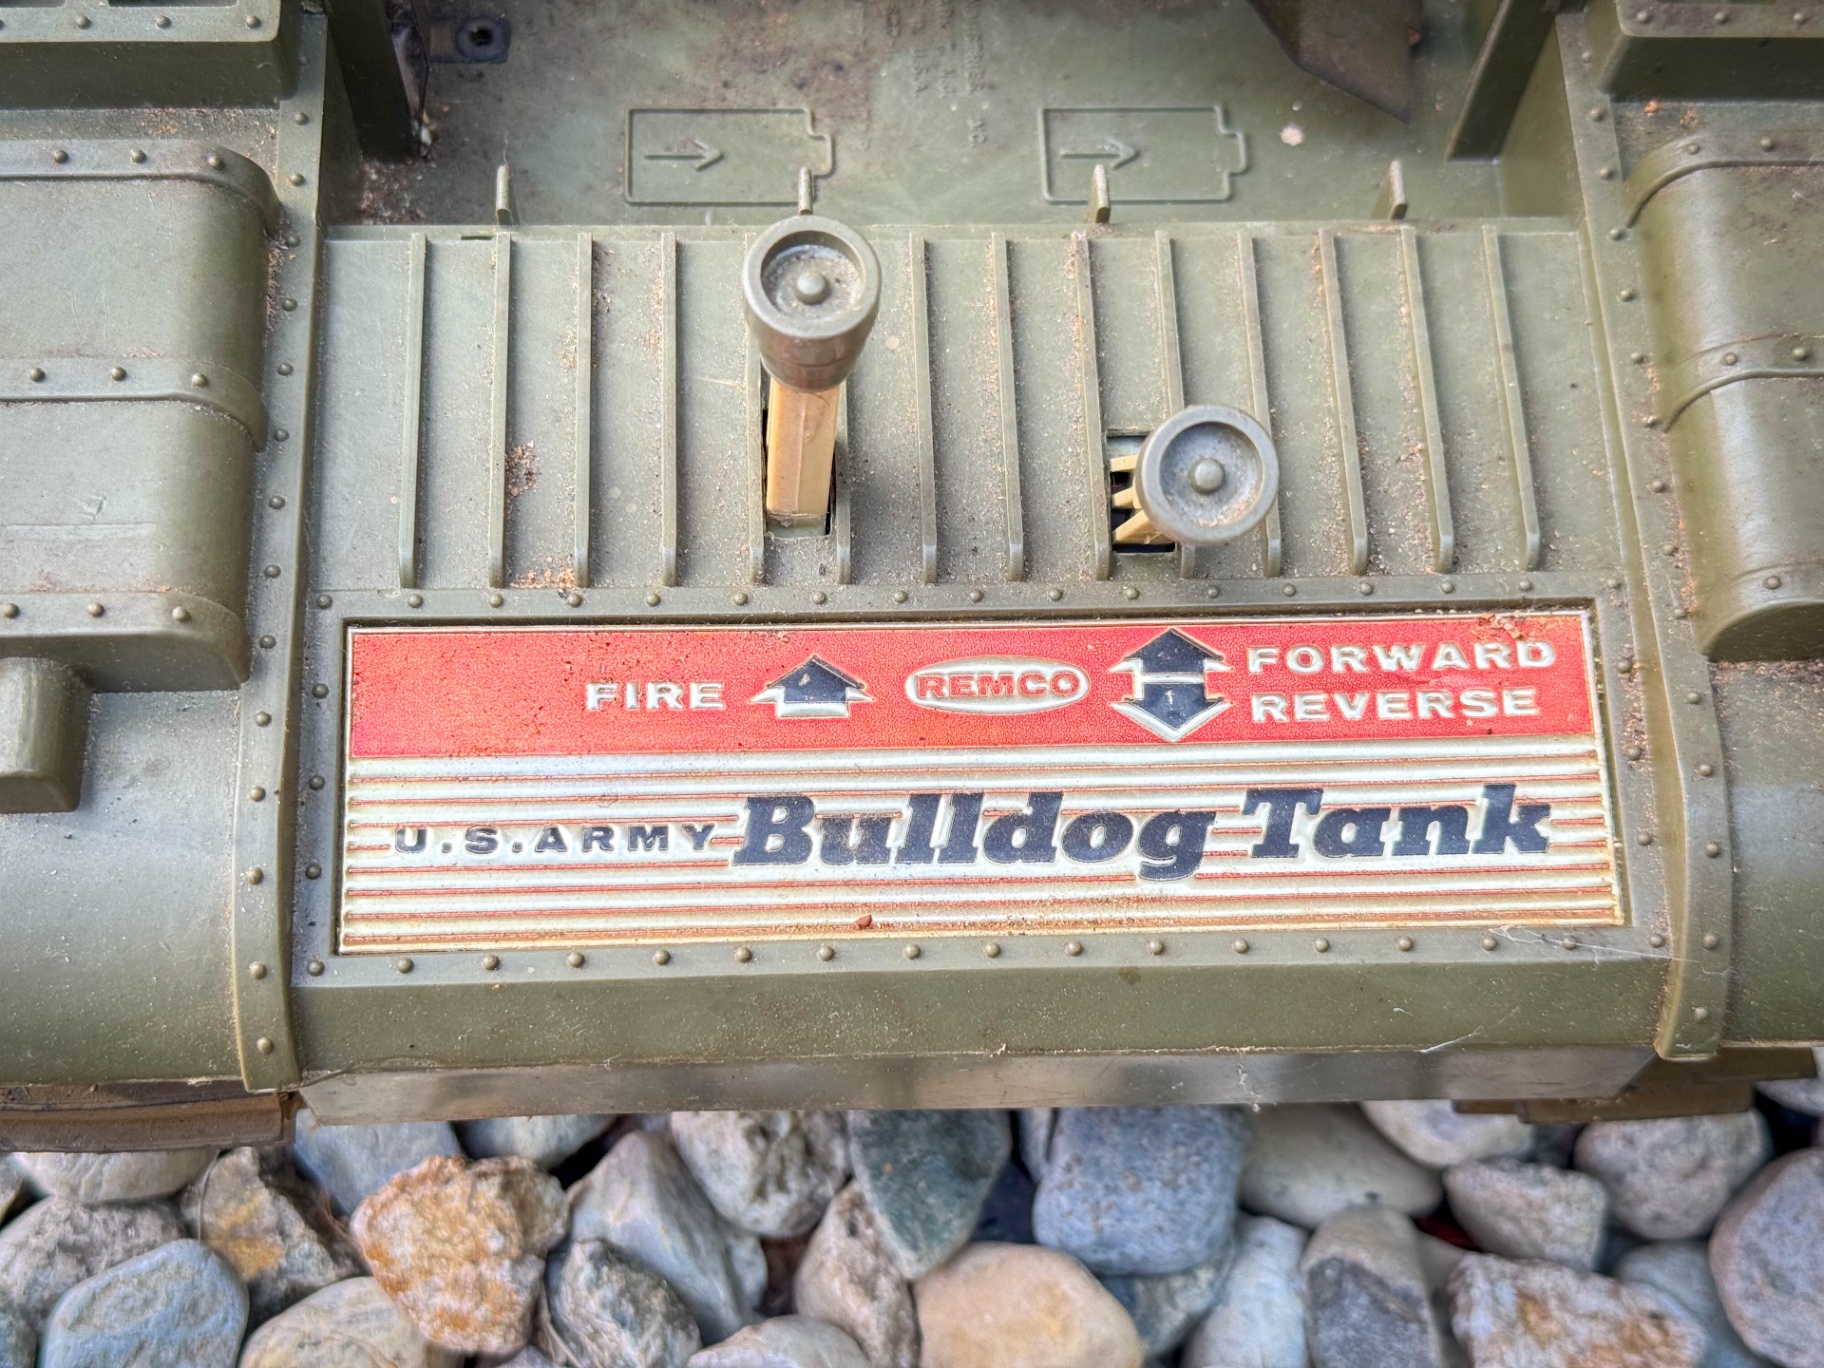 FIRE REMCO FORWARD
REVERSE
U.S. ARMY Bulldog Tank